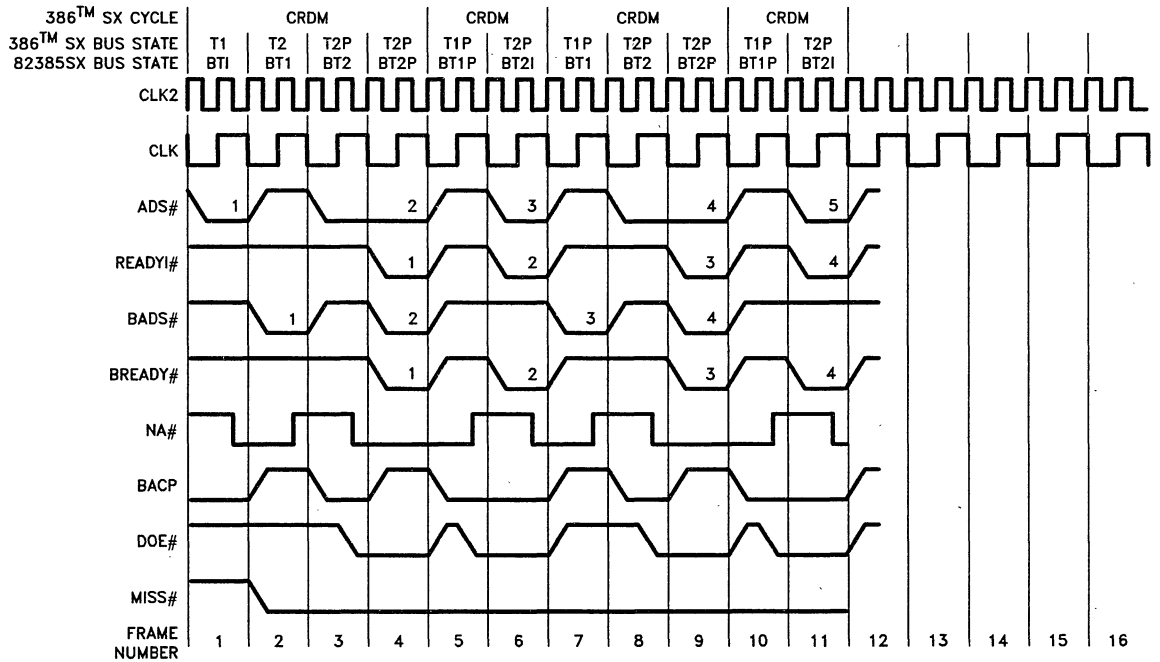 386TM SX CYCLE CRDM CRDM CRDM CRDM
386TM SX BUS STATE T1 T2 T2P T2P T1P T2P T1P T2P T2P T1P T2P
82385SX BUS STATE BTI BT1 BT2 BT2P BT1P BT2I BT1 BT2 BT2P BT1P BT2I
CLK2
CLK
ADS# 1 2 3 4 5
READYI# 1 2 3 4
BADS# 1 2 3 4
BREADY# 1 2 3 4
NA#
BACP
DOE#
MISS#
FRAME NUMBER 1 2 3 4 5 6 7 8 9 10 11 12 13 14 15 16